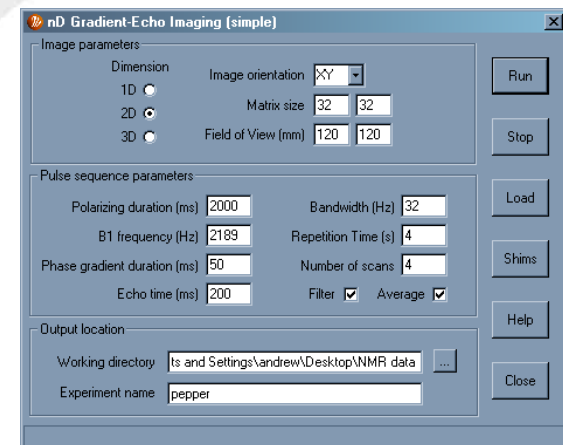 nD Gradient-Echo Imaging (simple)
Image parameters
Dimension
1D
2D
3D
Image orientation XY
Matrix size 32 32
Field of View (mm) 120 120
Pulse sequence parameters
Polarizing duration (ms) 2000
B1 frequency (Hz) 2189
Phase gradient duration (ms) 50
Echo time (ms) 200
Bandwidth (Hz) 32
Repetition Time (s) 4
Number of scans 4
Filter Average
Output location
Working directory ts and Settings\andrew\Desktop\NMR data ...
Experiment name pepper
Run
Stop
Load
Shims
Help
Close